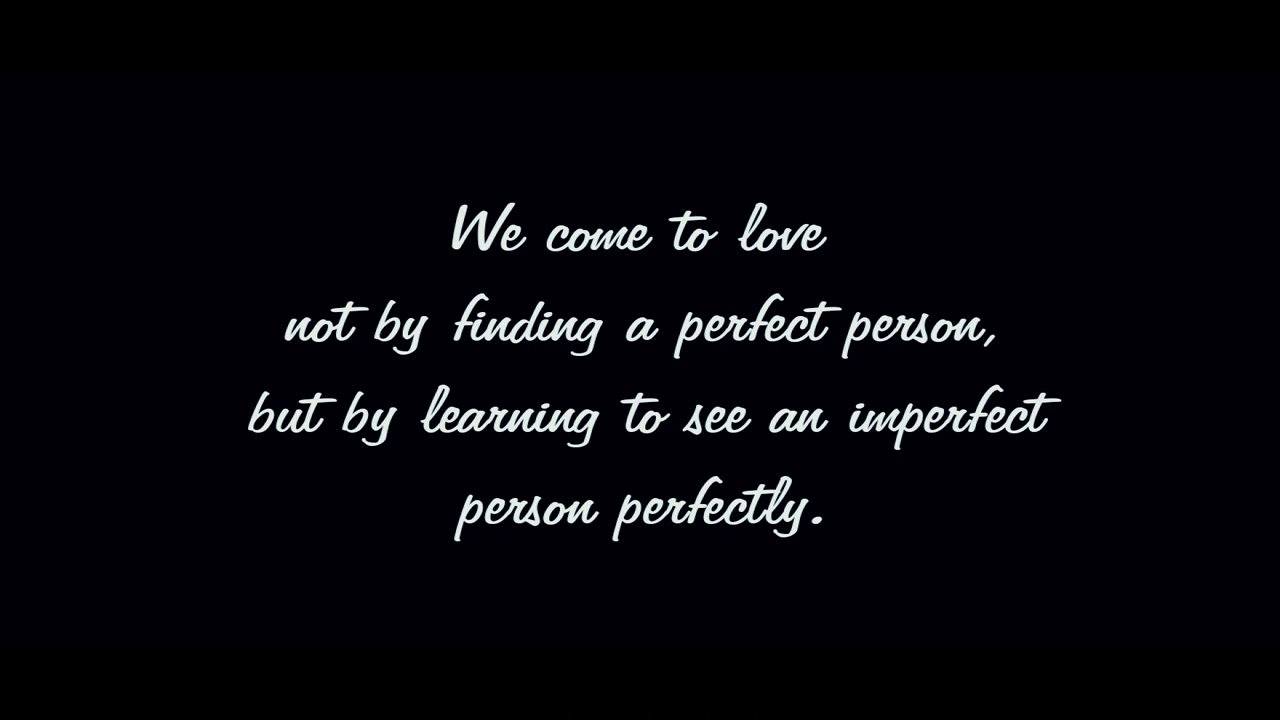 We come to love
not by finding a perfect person,
but by learning to see an imperfect
person perfectly.